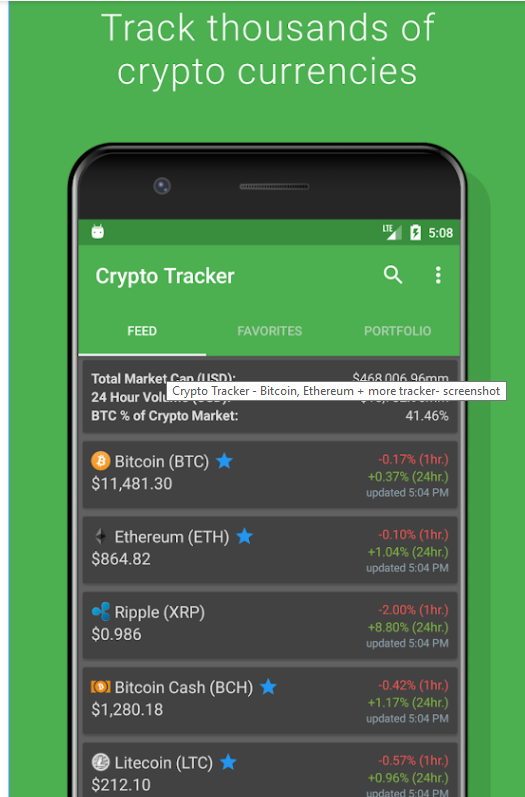 Track thousands of
crypto currencies
LTE 5:08
Crypto Tracker
FEED FAVORITES PORTFOLIO
Total Market Cap (USD): $468,006.96mm
Crypto Tracker - Bitcoin, Ethereum + more tracker- screenshot
24 Hour
BTC % of Crypto Market: 41.46%
Bitcoin (BTC) -0.17% (1hr.)
$11,481.30 +0.37% (24hr.)
updated 5:04 PM
Ethereum (ETH) -0.10% (1hr.)
$864.82 +1.04% (24hr.)
updated 5:04 PM
Ripple (XRP) -2.00% (1hr.)
$0.986 +8.80% (24hr.)
updated 5:04 PM
Bitcoin Cash (BCH) -0.42% (1hr.)
$1,280.18 +1.17% (24hr.)
updated 5:04 PM
Litecoin (LTC) -0.57% (1hr.)
$212.10 +0.96% (24hr.)
updated 5:04 PM